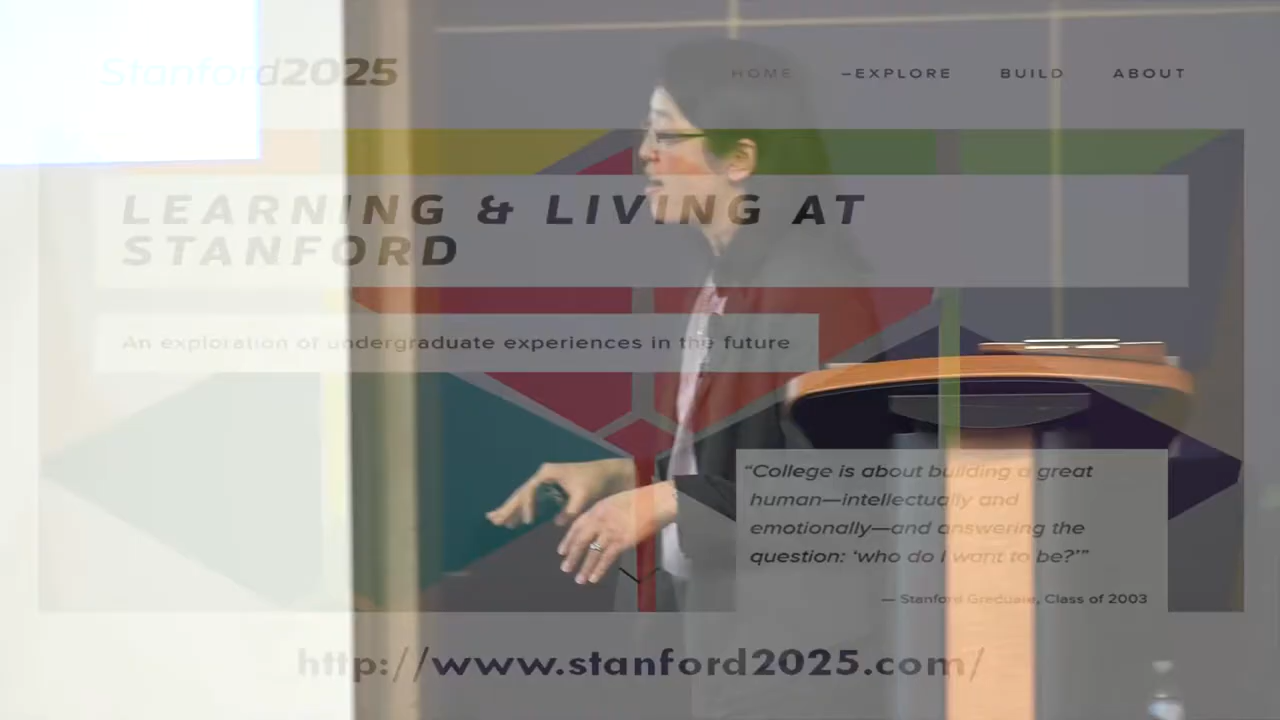 Stanford2025
HOME
–EXPLORE
BUILD
ABOUT
LEARNING & LIVING AT
STANFORD
An exploration of undergraduate experiences in the future
“College is about building a great
human—intellectually and
emotionally—and answering the
question: ‘who do I want to be?’”
— Stanford Graduate, Class of 2003
http://www.stanford2025.com/